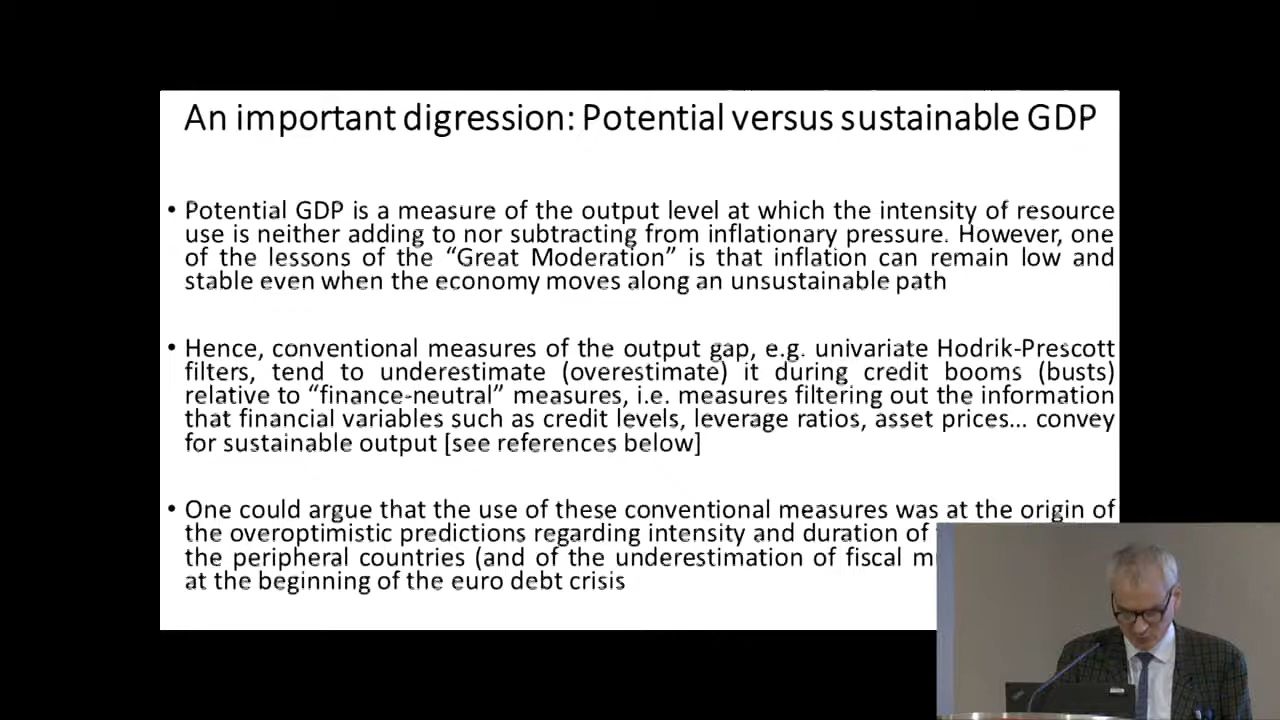 An important digression: Potential versus sustainable GDP
• Potential GDP is a measure of the output level at which the intensity of resource
use is neither adding to nor subtracting from inflationary pressure. However, one
of the lessons of the “Great Moderation” is that inflation can remain low and
stable even when the economy moves along an unsustainable path
• Hence, conventional measures of the output gap, e.g. univariate Hodrik-Prescott
filters, tend to underestimate (overestimate) it during credit booms (busts)
relative to “finance-neutral” measures, i.e. measures filtering out the information
that financial variables such as credit levels, leverage ratios, asset prices... convey
for sustainable output [see references below]
• One could argue that the use of these conventional measures was at the origin of
the overoptimistic predictions regarding intensity and duration of
the peripheral countries (and of the underestimation of fiscal
at the beginning of the euro debt crisis